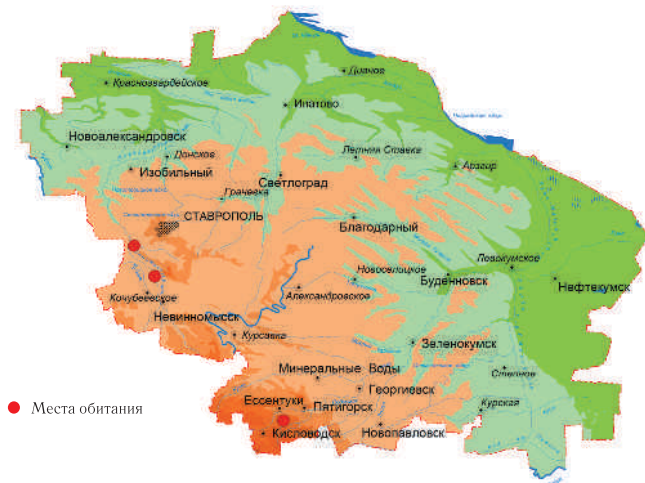 Дивное
Красногвардейское
Ипатово
Новоалександровск
Донское
Летняя Ставка
Изобильный
Арзгир
Светлоград
Грачевка
СТАВРОПОЛЬ
Благодарный
Левокумское
Новоселицкое
Буденновск
Нефтекумск
Кочубеевское
Александровское
Невинномысск
Курсавка
Зеленокумск
Минеральные Воды
Степное
Георгиевск
Ессентуки
Места обитания
Пятигорск
Курская
Кисловодск
Новопавловск